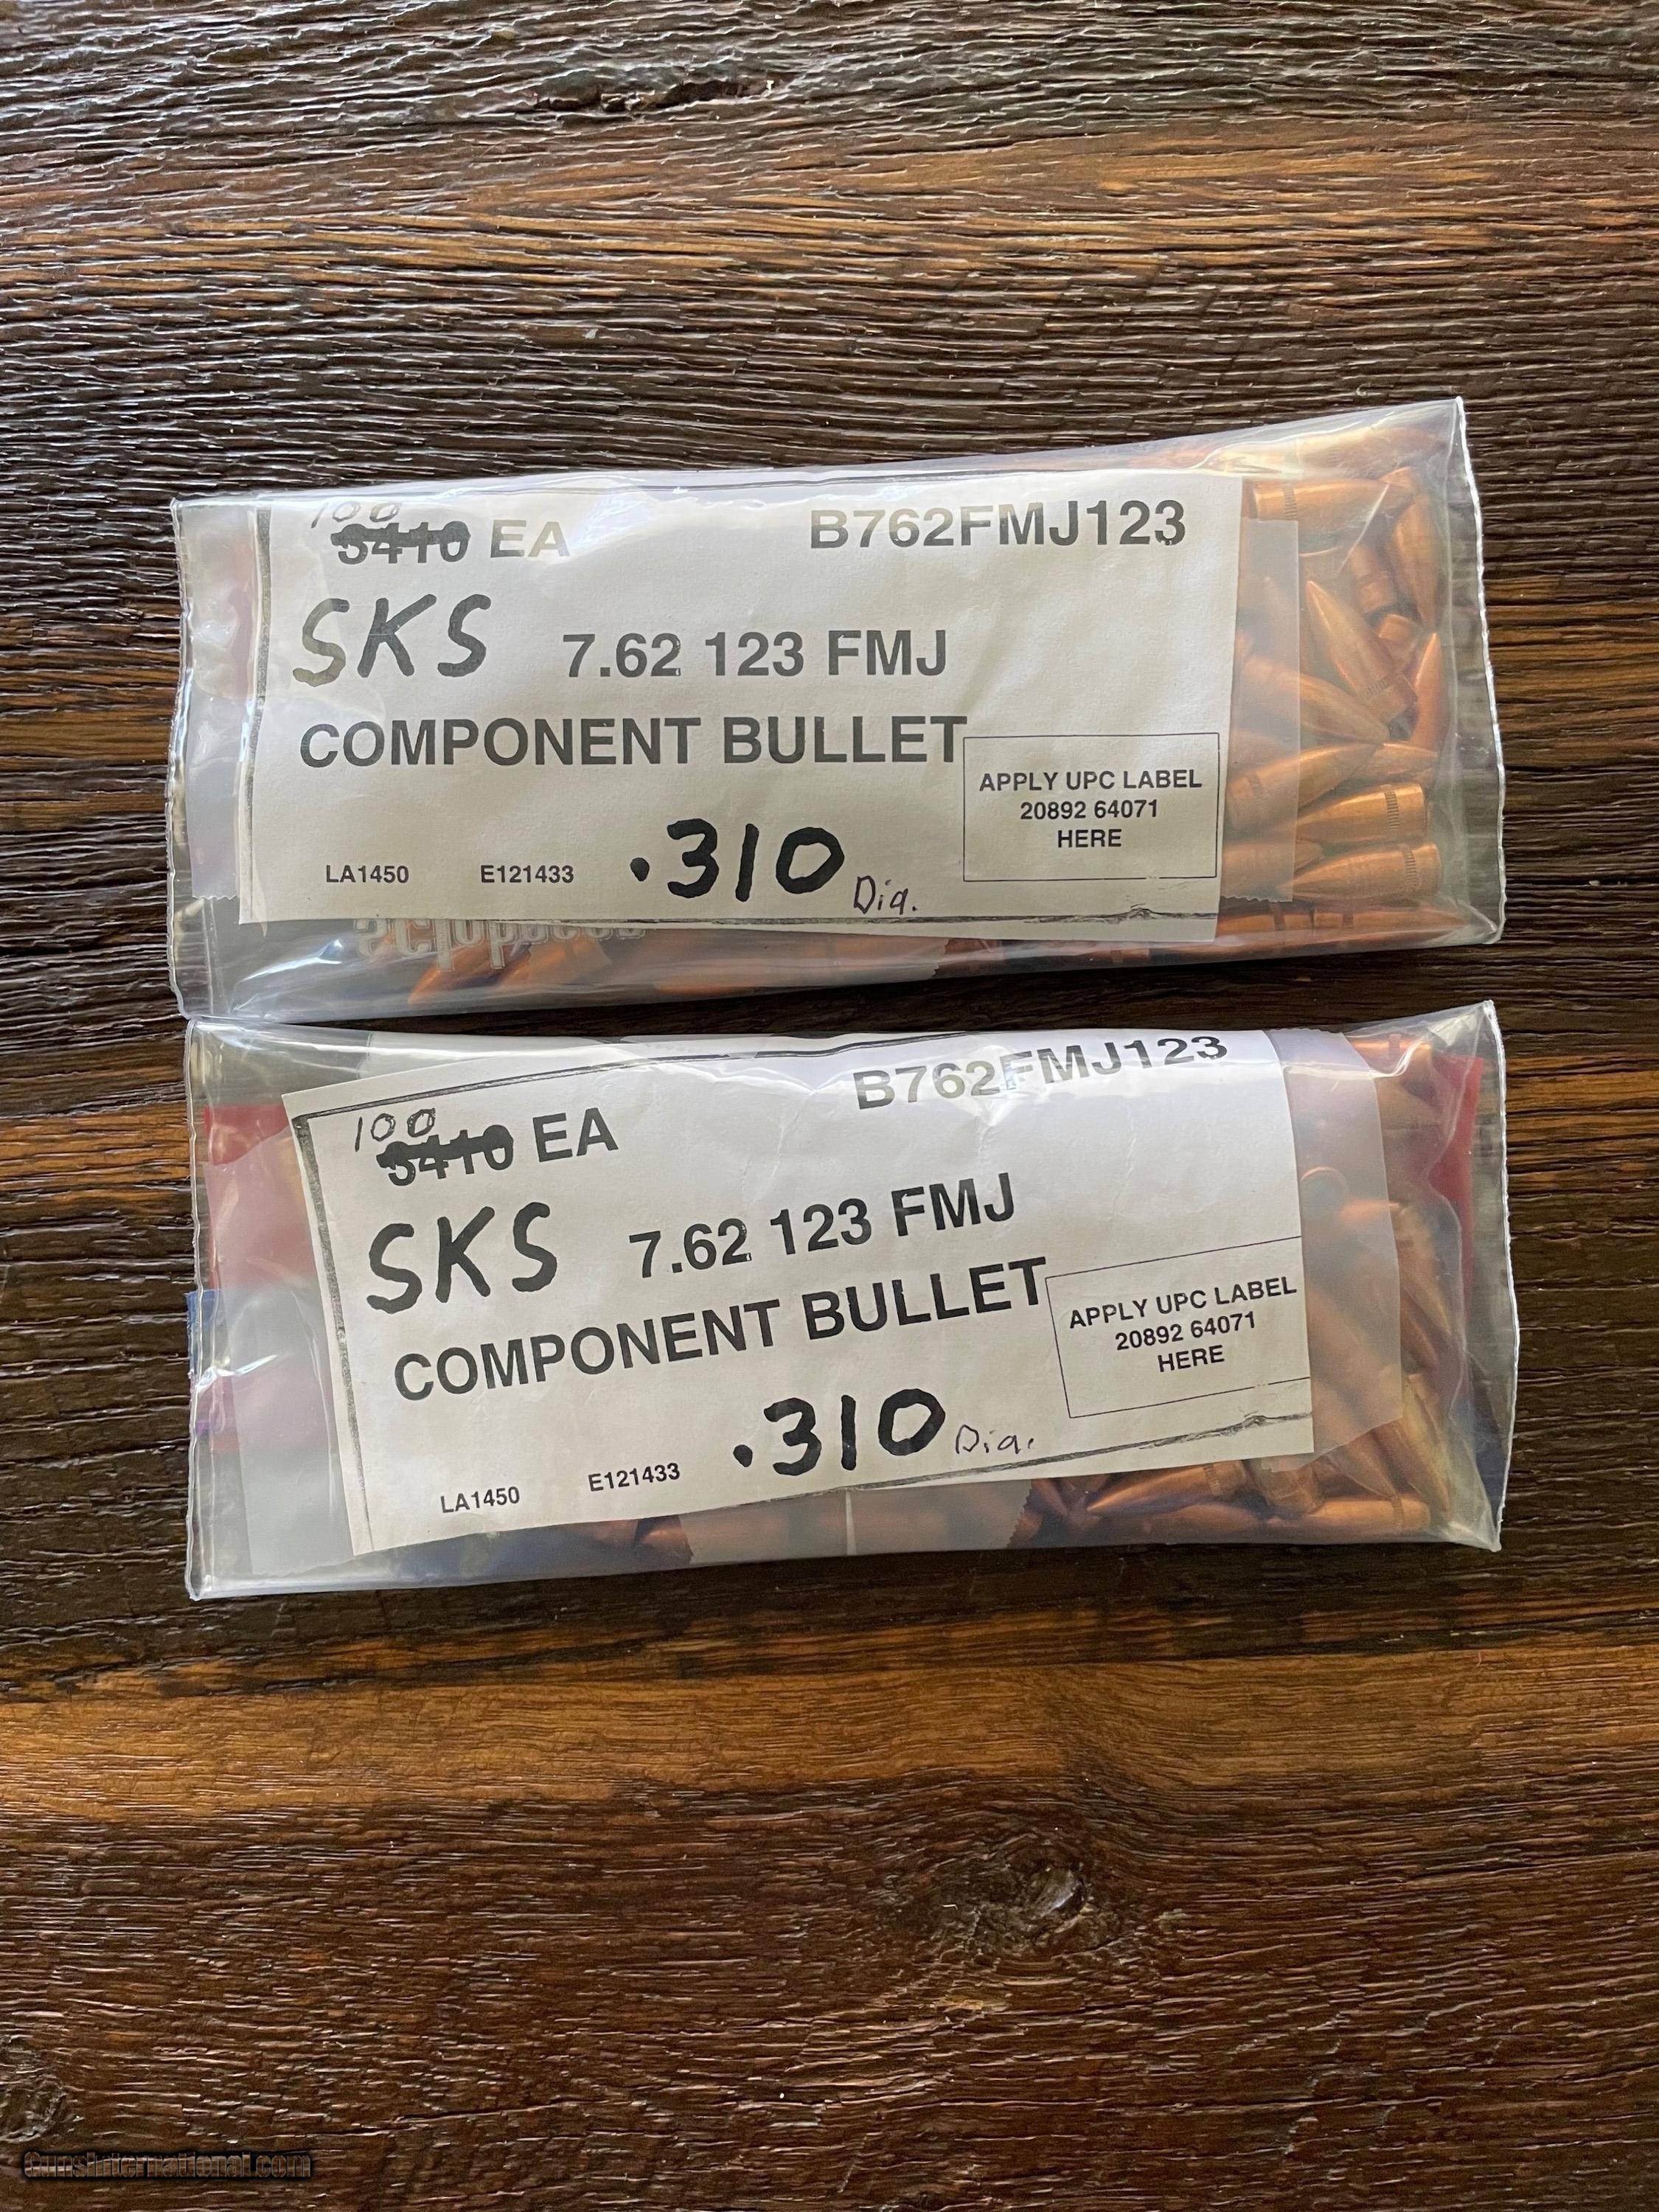 100
3410 EA B762FMJ123
SKS 7.62 123 FMJ
COMPONENT BULLET
APPLY UPC LABEL
20892 64071
HERE
LA1450 E121433 .310 Dia.
B762FMJ123
100
3410 EA
SKS 7.62 123 FMJ
COMPONENT BULLET
APPLY UPC LABEL
20892 64071
HERE
LA1450 E121433 .310 Dia.
GunsInternational.com